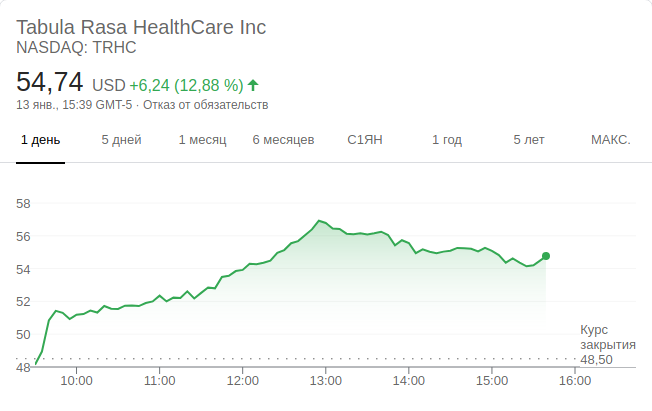 Tabula Rasa HealthCare Inc
NASDAQ: TRHC
54,74 USD +6,24 (12,88 %)
13 янв., 15:39 GMT-5 · Отказ от обязательств
1 день 5 дней 1 месяц 6 месяцев С1ЯН 1 год 5 лет МАКС.
58
56
54
52
50
48
Курс
закрытия
48,50
10:00 11:00 12:00 13:00 14:00 15:00 16:00